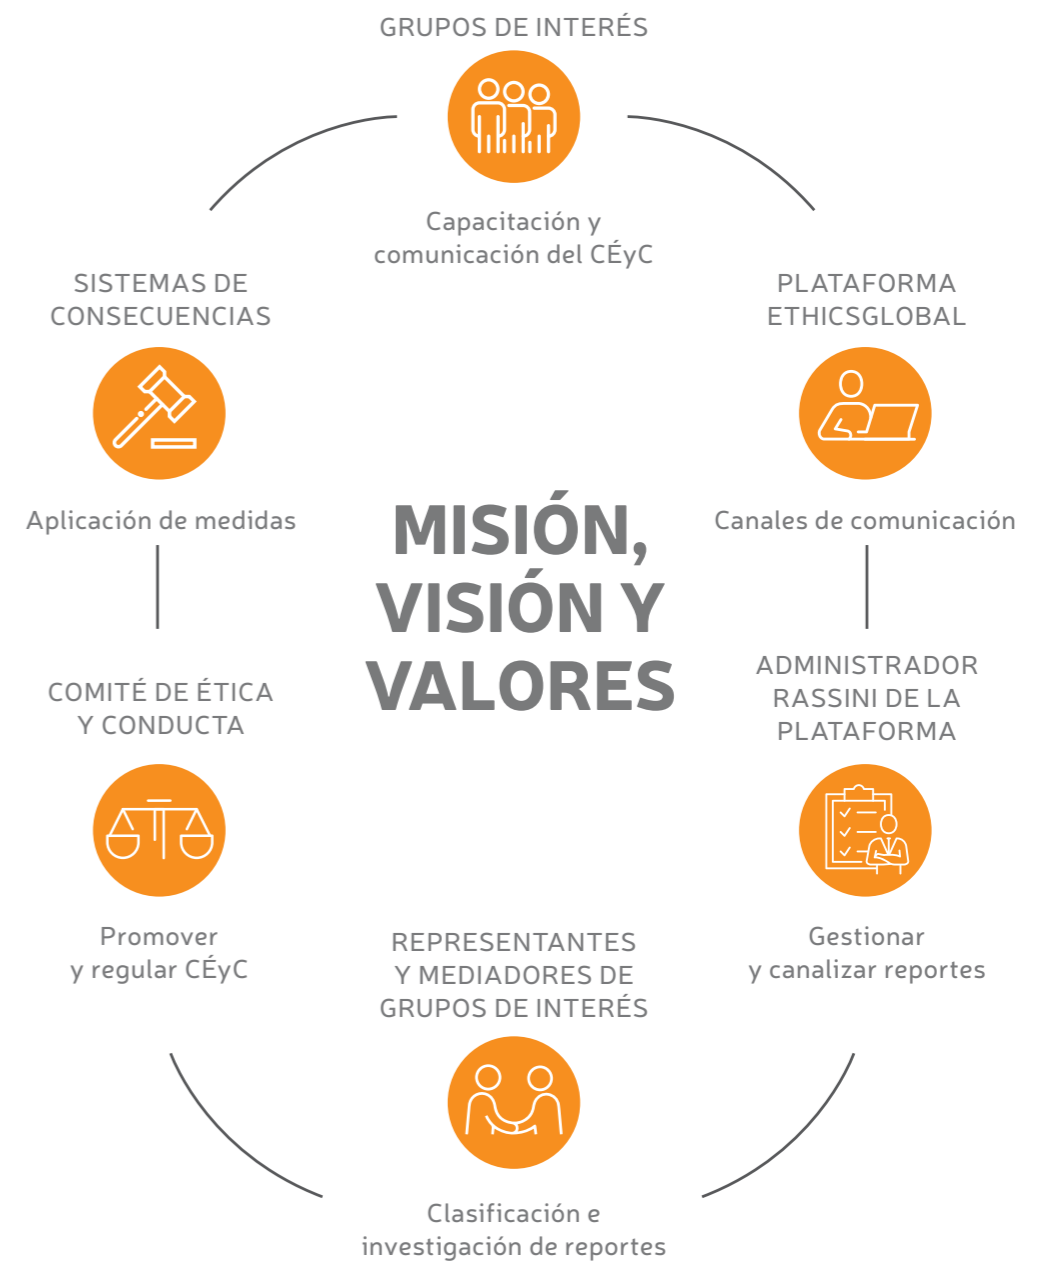 GRUPOS DE INTERÉS
Capacitación y
comunicación del CÉyC
PLATAFORMA
ETHICSGLOBAL
Canales de comunicación
ADMINISTRADOR
RASSINI DE LA
PLATAFORMA
Gestionar
y canalizar reportes
REPRESENTANTES
Y MEDIADORES DE
GRUPOS DE INTERÉS
Clasificación e
investigación de reportes
COMITÉ DE ÉTICA
Y CONDUCTA
Promover
y regular CÉyC
SISTEMAS DE
CONSECUENCIAS
Aplicación de medidas
MISIÓN,
VISIÓN Y
VALORES